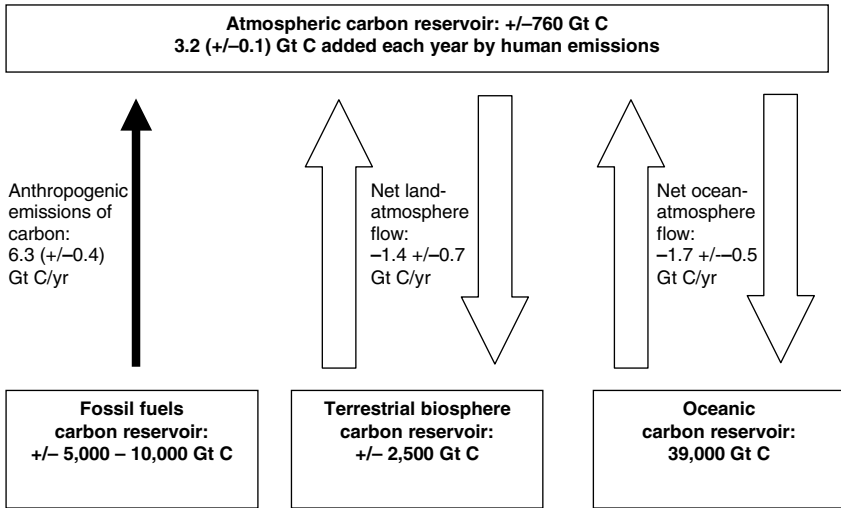 Atmospheric carbon reservoir: +/–760 Gt C
3.2 (+/–0.1) Gt C added each year by human emissions
Anthropogenic
emissions of
carbon:
6.3 (+/–0.4)
Gt C/yr
Net land-
atmosphere
flow:
–1.4 +/–0.7
Gt C/yr
Net ocean-
atmosphere
flow:
–1.7 +/-–0.5
Gt C/yr
Fossil fuels
carbon reservoir:
+/– 5,000 – 10,000 Gt C
Terrestrial biosphere
carbon reservoir:
+/– 2,500 Gt C
Oceanic
carbon reservoir:
39,000 Gt C